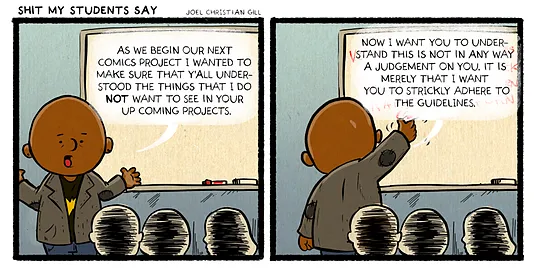 SHIT MY STUDENTS SAY
JOEL CHRISTIAN GILL
AS WE BEGIN OUR NEXT
COMICS PROJECT I WANTED TO
MAKE SURE THAT Y'ALL UNDER-
STOOD THE THINGS THAT I DO
NOT WANT TO SEE IN YOUR
UP COMING PROJECTS.
NOW I WANT YOU TO UNDER-
STAND THIS IS NOT IN ANY WAY
A JUDGEMENT ON YOU, IT IS
MERELY THAT I WANT
YOU TO STRICKLY ADHERE TO
THE GUIDELINES.